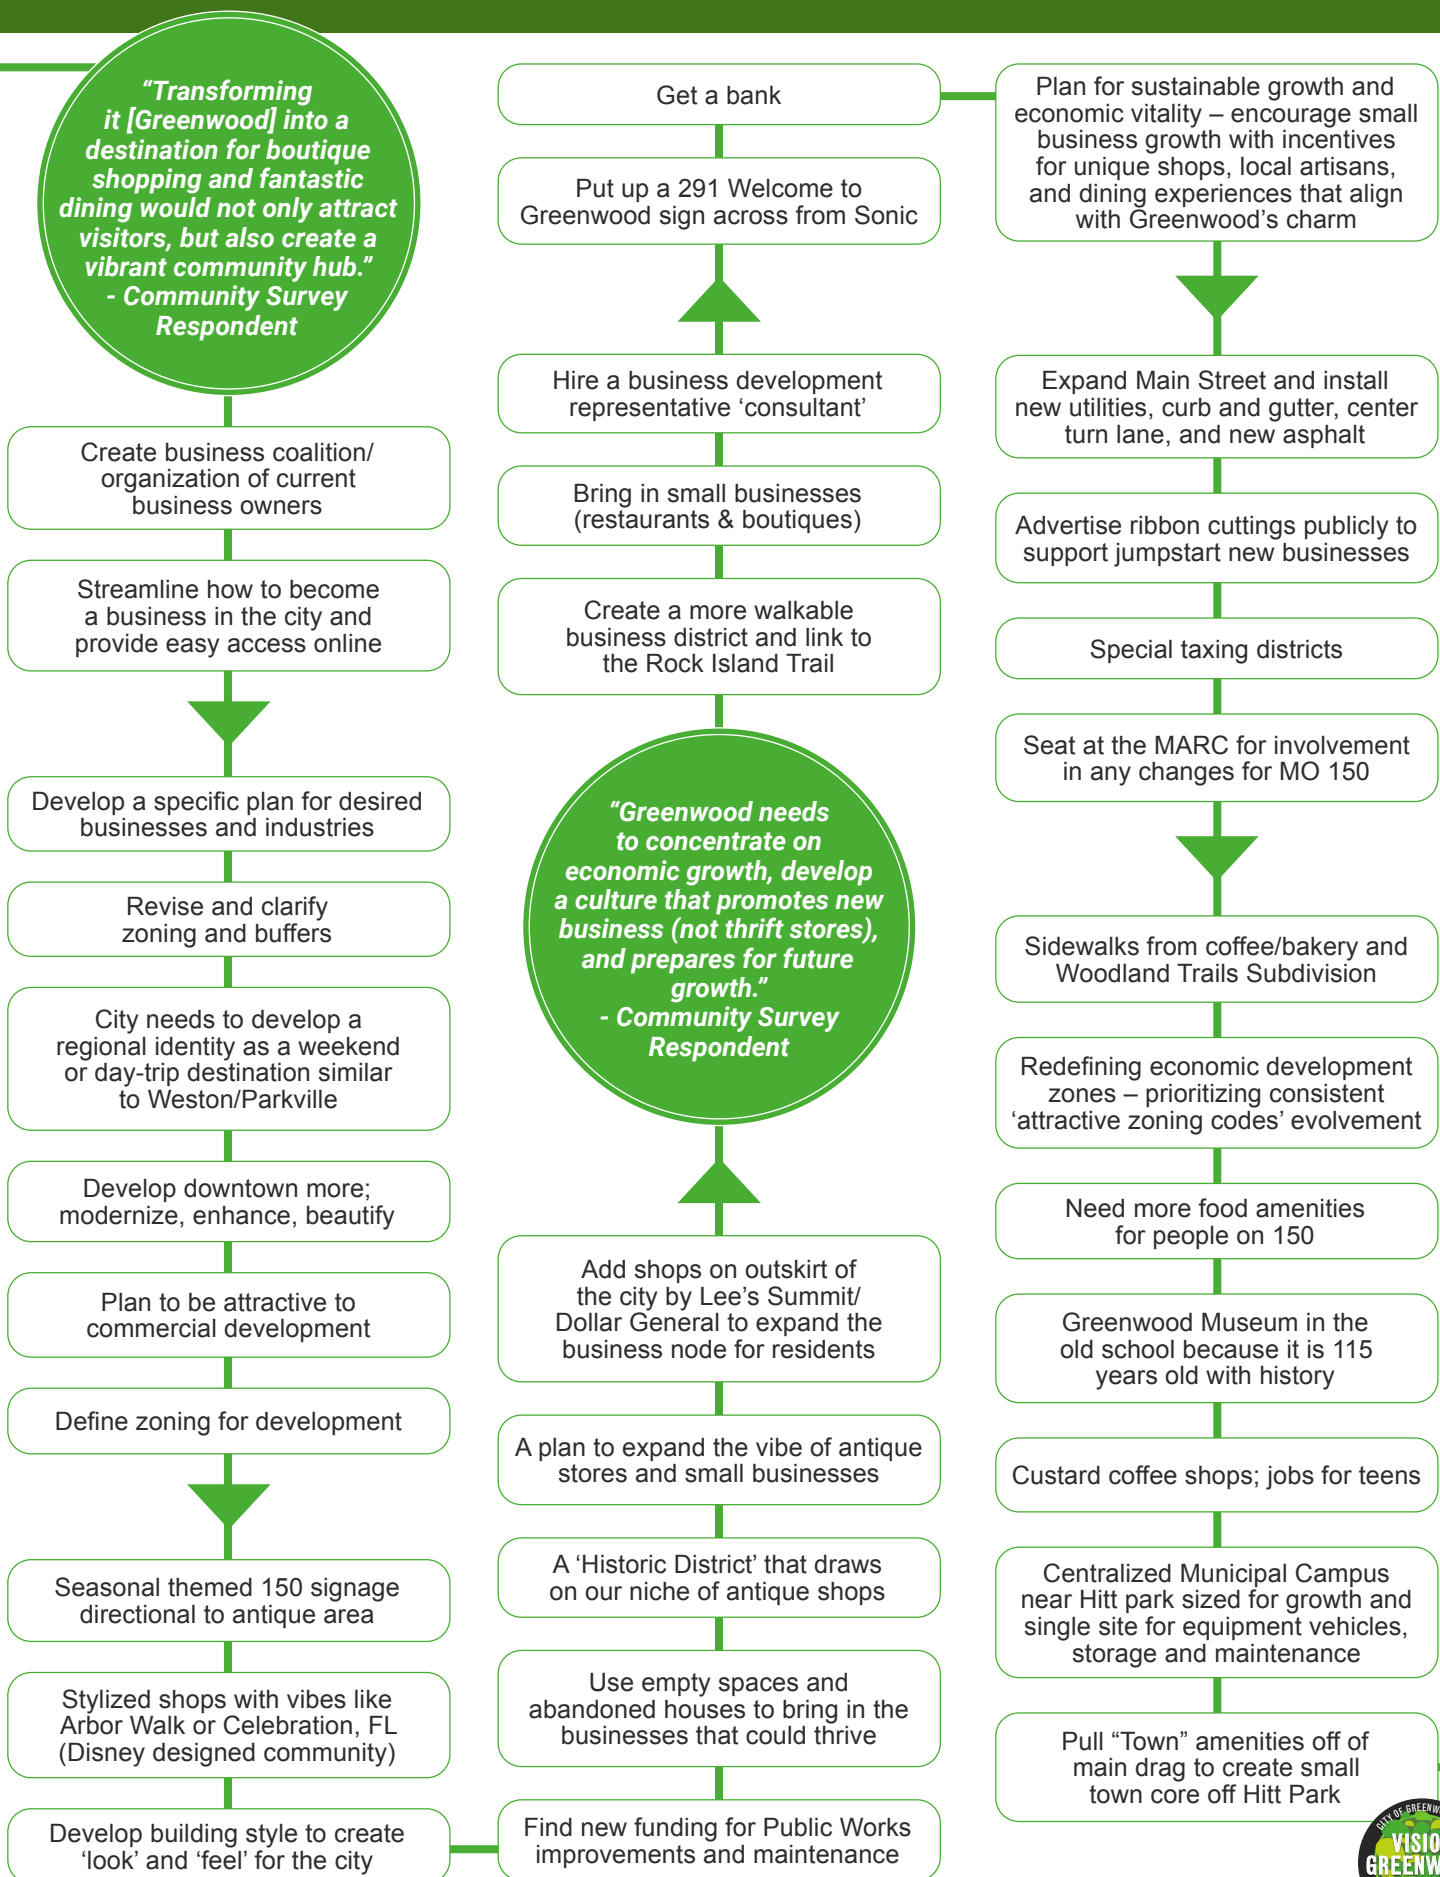 “Transforming
it [Greenwood] into a
destination for boutique
shopping and fantastic
dining would not only attract
visitors, but also create a
vibrant community hub.”
- Community Survey
Respondent
Create business coalition/
organization of current
business owners
Streamline how to become
a business in the city and
provide easy access online
Develop a specific plan for desired
businesses and industries
Revise and clarify
zoning and buffers
City needs to develop a
regional identity as a weekend
or day-trip destination similar
to Weston/Parkville
Develop downtown more;
modernize, enhance, beautify
Plan to be attractive to
commercial development
Define zoning for development
Seasonal themed 150 signage
directional to antique area
Stylized shops with vibes like
Arbor Walk or Celebration, FL
(Disney designed community)
Develop building style to create
‘look’ and ‘feel’ for the city
Find new funding for Public Works
improvements and maintenance
Use empty spaces and
abandoned houses to bring in the
businesses that could thrive
A ‘Historic District’ that draws
on our niche of antique shops
A plan to expand the vibe of antique
stores and small businesses
Add shops on outskirt of
the city by Lee’s Summit/
Dollar General to expand the
business node for residents
“Greenwood needs
to concentrate on
economic growth, develop
a culture that promotes new
business (not thrift stores),
and prepares for future
growth.”
- Community Survey
Respondent
Create a more walkable
business district and link to
the Rock Island Trail
Bring in small businesses
(restaurants & boutiques)
Hire a business development
representative ‘consultant’
Put up a 291 Welcome to
Greenwood sign across from Sonic
Get a bank
Plan for sustainable growth and
economic vitality – encourage small
business growth with incentives
for unique shops, local artisans,
and dining experiences that align
with Greenwood’s charm
Expand Main Street and install
new utilities, curb and gutter, center
turn lane, and new asphalt
Advertise ribbon cuttings publicly to
support jumpstart new businesses
Special taxing districts
Seat at the MARC for involvement
in any changes for MO 150
Sidewalks from coffee/bakery and
Woodland Trails Subdivision
Redefining economic development
zones – prioritizing consistent
‘attractive zoning codes’ evolvement
Need more food amenities
for people on 150
Greenwood Museum in the
old school because it is 115
years old with history
Custard coffee shops; jobs for teens
Centralized Municipal Campus
near Hitt park sized for growth and
single site for equipment vehicles,
storage and maintenance
Pull “Town” amenities off of
main drag to create small
town core off Hitt Park
CITY OF GREENW
VISIO
GREENW